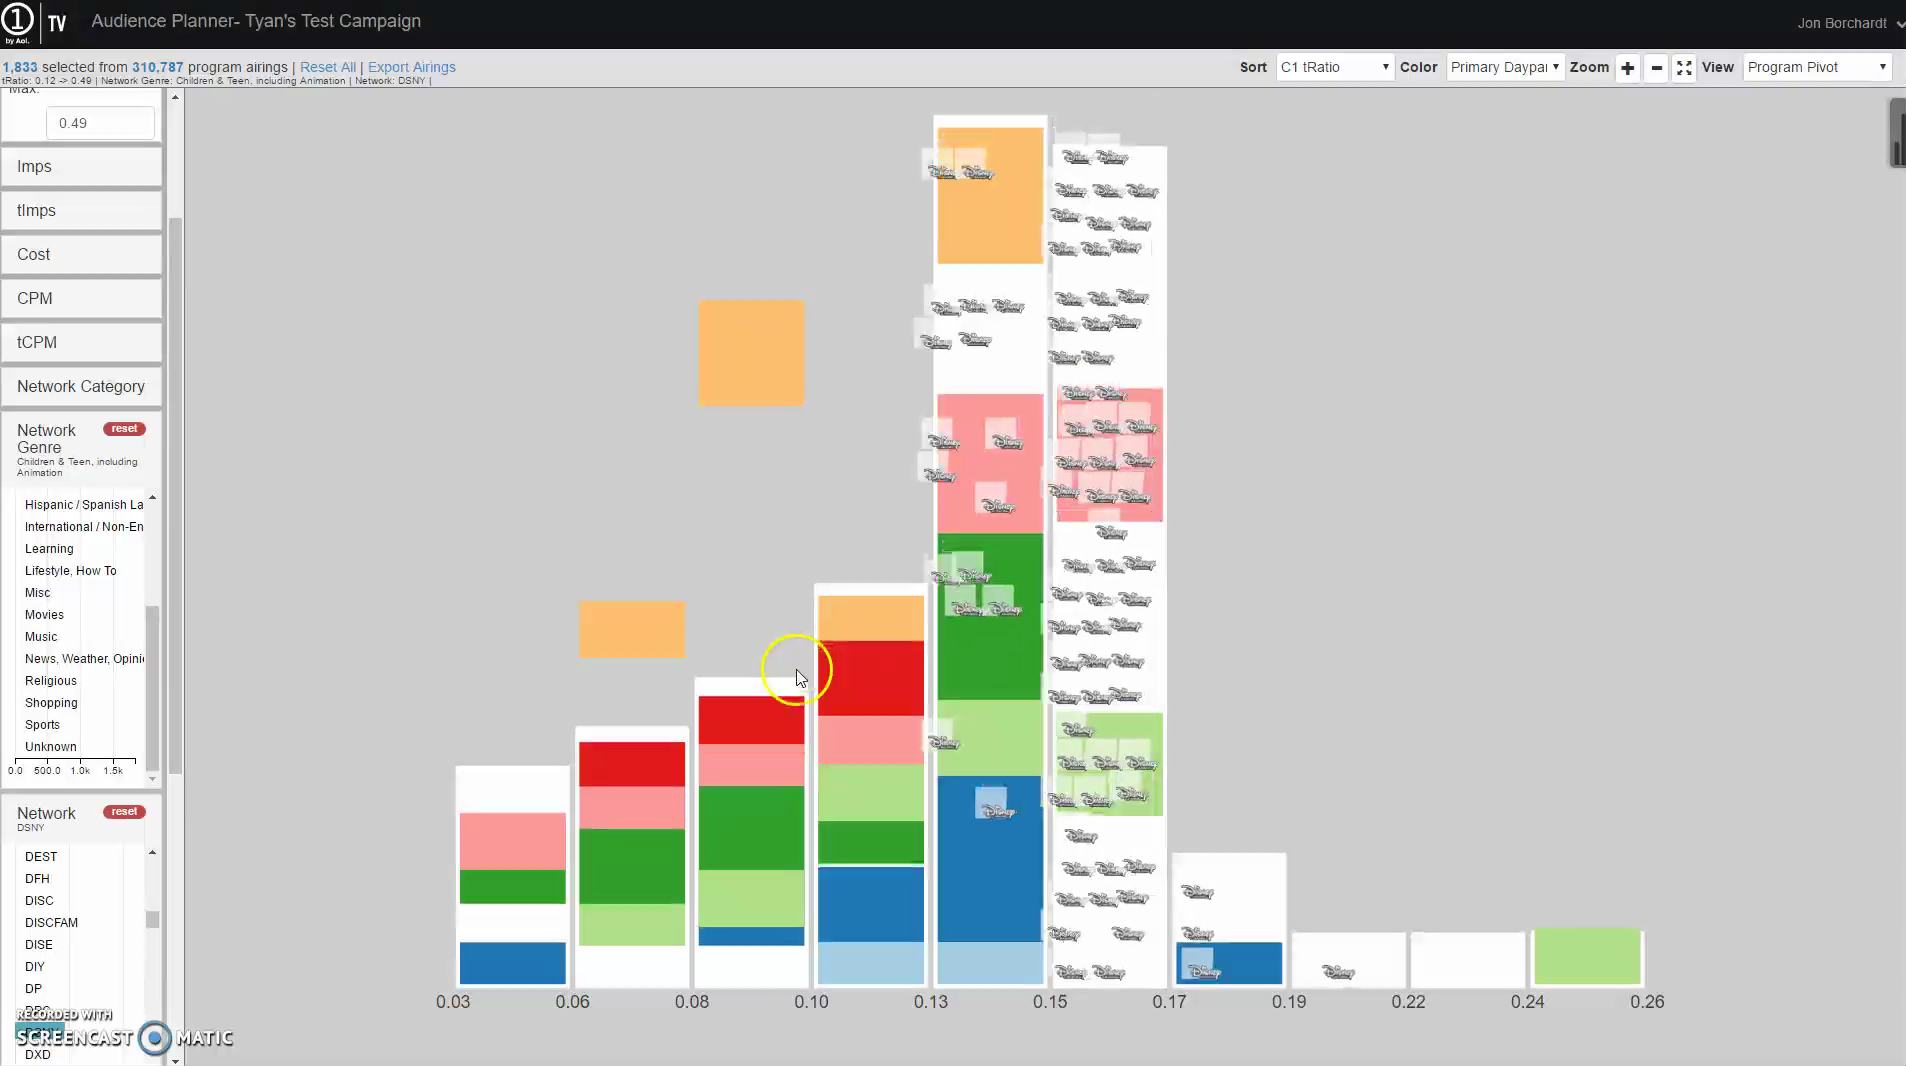 1 by Aol. | TV Audience Planner- Tyan's Test Campaign Jon Borchardt
1,833 selected from 310,787 program airings | Reset All | Export Airings
tRatio: 0.12 -> 0.49 | Network Genre: Children & Teen, including Animation | Network: DSNY |
Sort C1 tRatio Color Primary Daypar Zoom + - View Program Pivot
Max:
0.49
Imps
tImps
Cost
CPM
tCPM
Network Category
Network Genre reset
Children & Teen, including Animation
Hispanic / Spanish La
International / Non-En
Learning
Lifestyle, How To
Misc
Movies
Music
News, Weather, Opini
Religious
Shopping
Sports
Unknown
0.0 500.0 1.0k 1.5k
Network reset
DSNY
DEST
DFH
DISC
DISCFAM
DISE
DIY
DP
DXD
RECORDED WITH
SCREENCAST MATIC
0.03 0.06 0.08 0.10 0.13 0.15 0.17 0.19 0.22 0.24 0.26